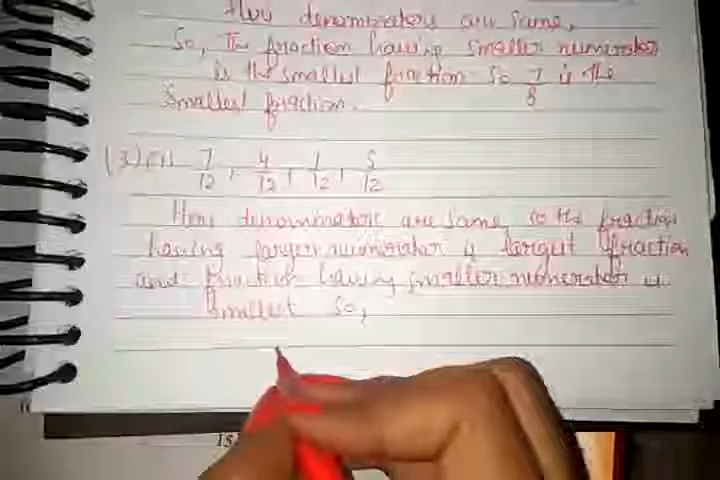 Here denominators are same,
So, The fraction having smaller numerator
is the smallest fraction so 7/8 is the
smallest fraction.
(3) (i) 7/12, 4/12, 1/12, 5/12
Here denominators are same so the fraction
having larger numerator is largest fraction
and fraction having smaller numerator is
smallest so,